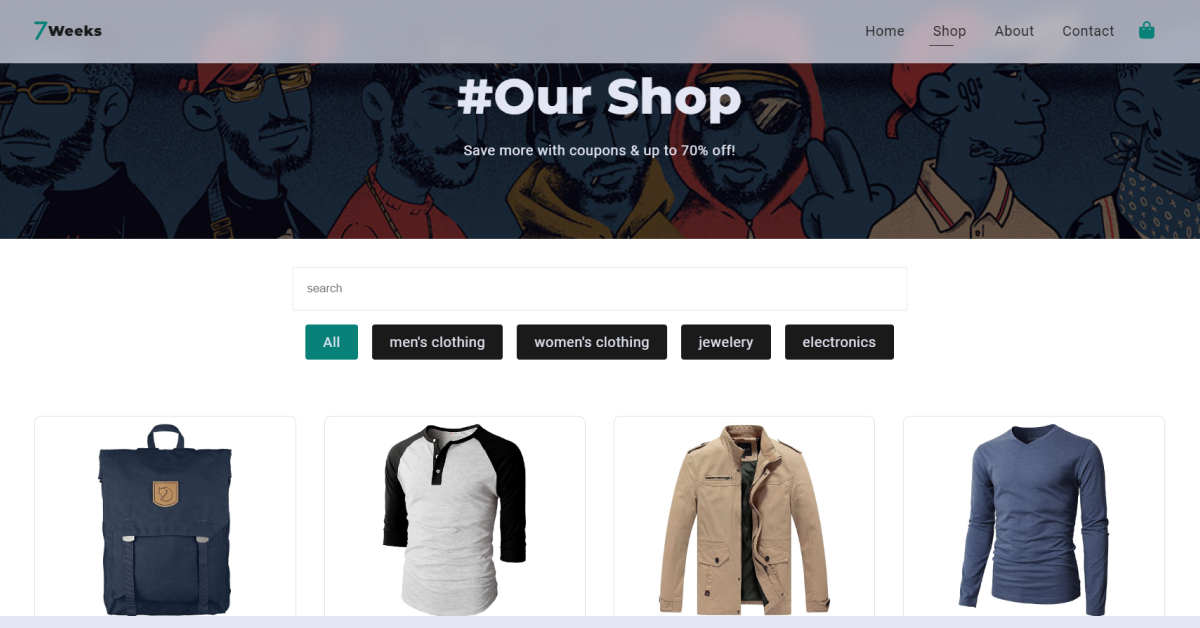 7Weeks
Home Shop About Contact
#Our Shop
Save more with coupons & up to 70% off!
search
All men's clothing women's clothing jewelery electronics